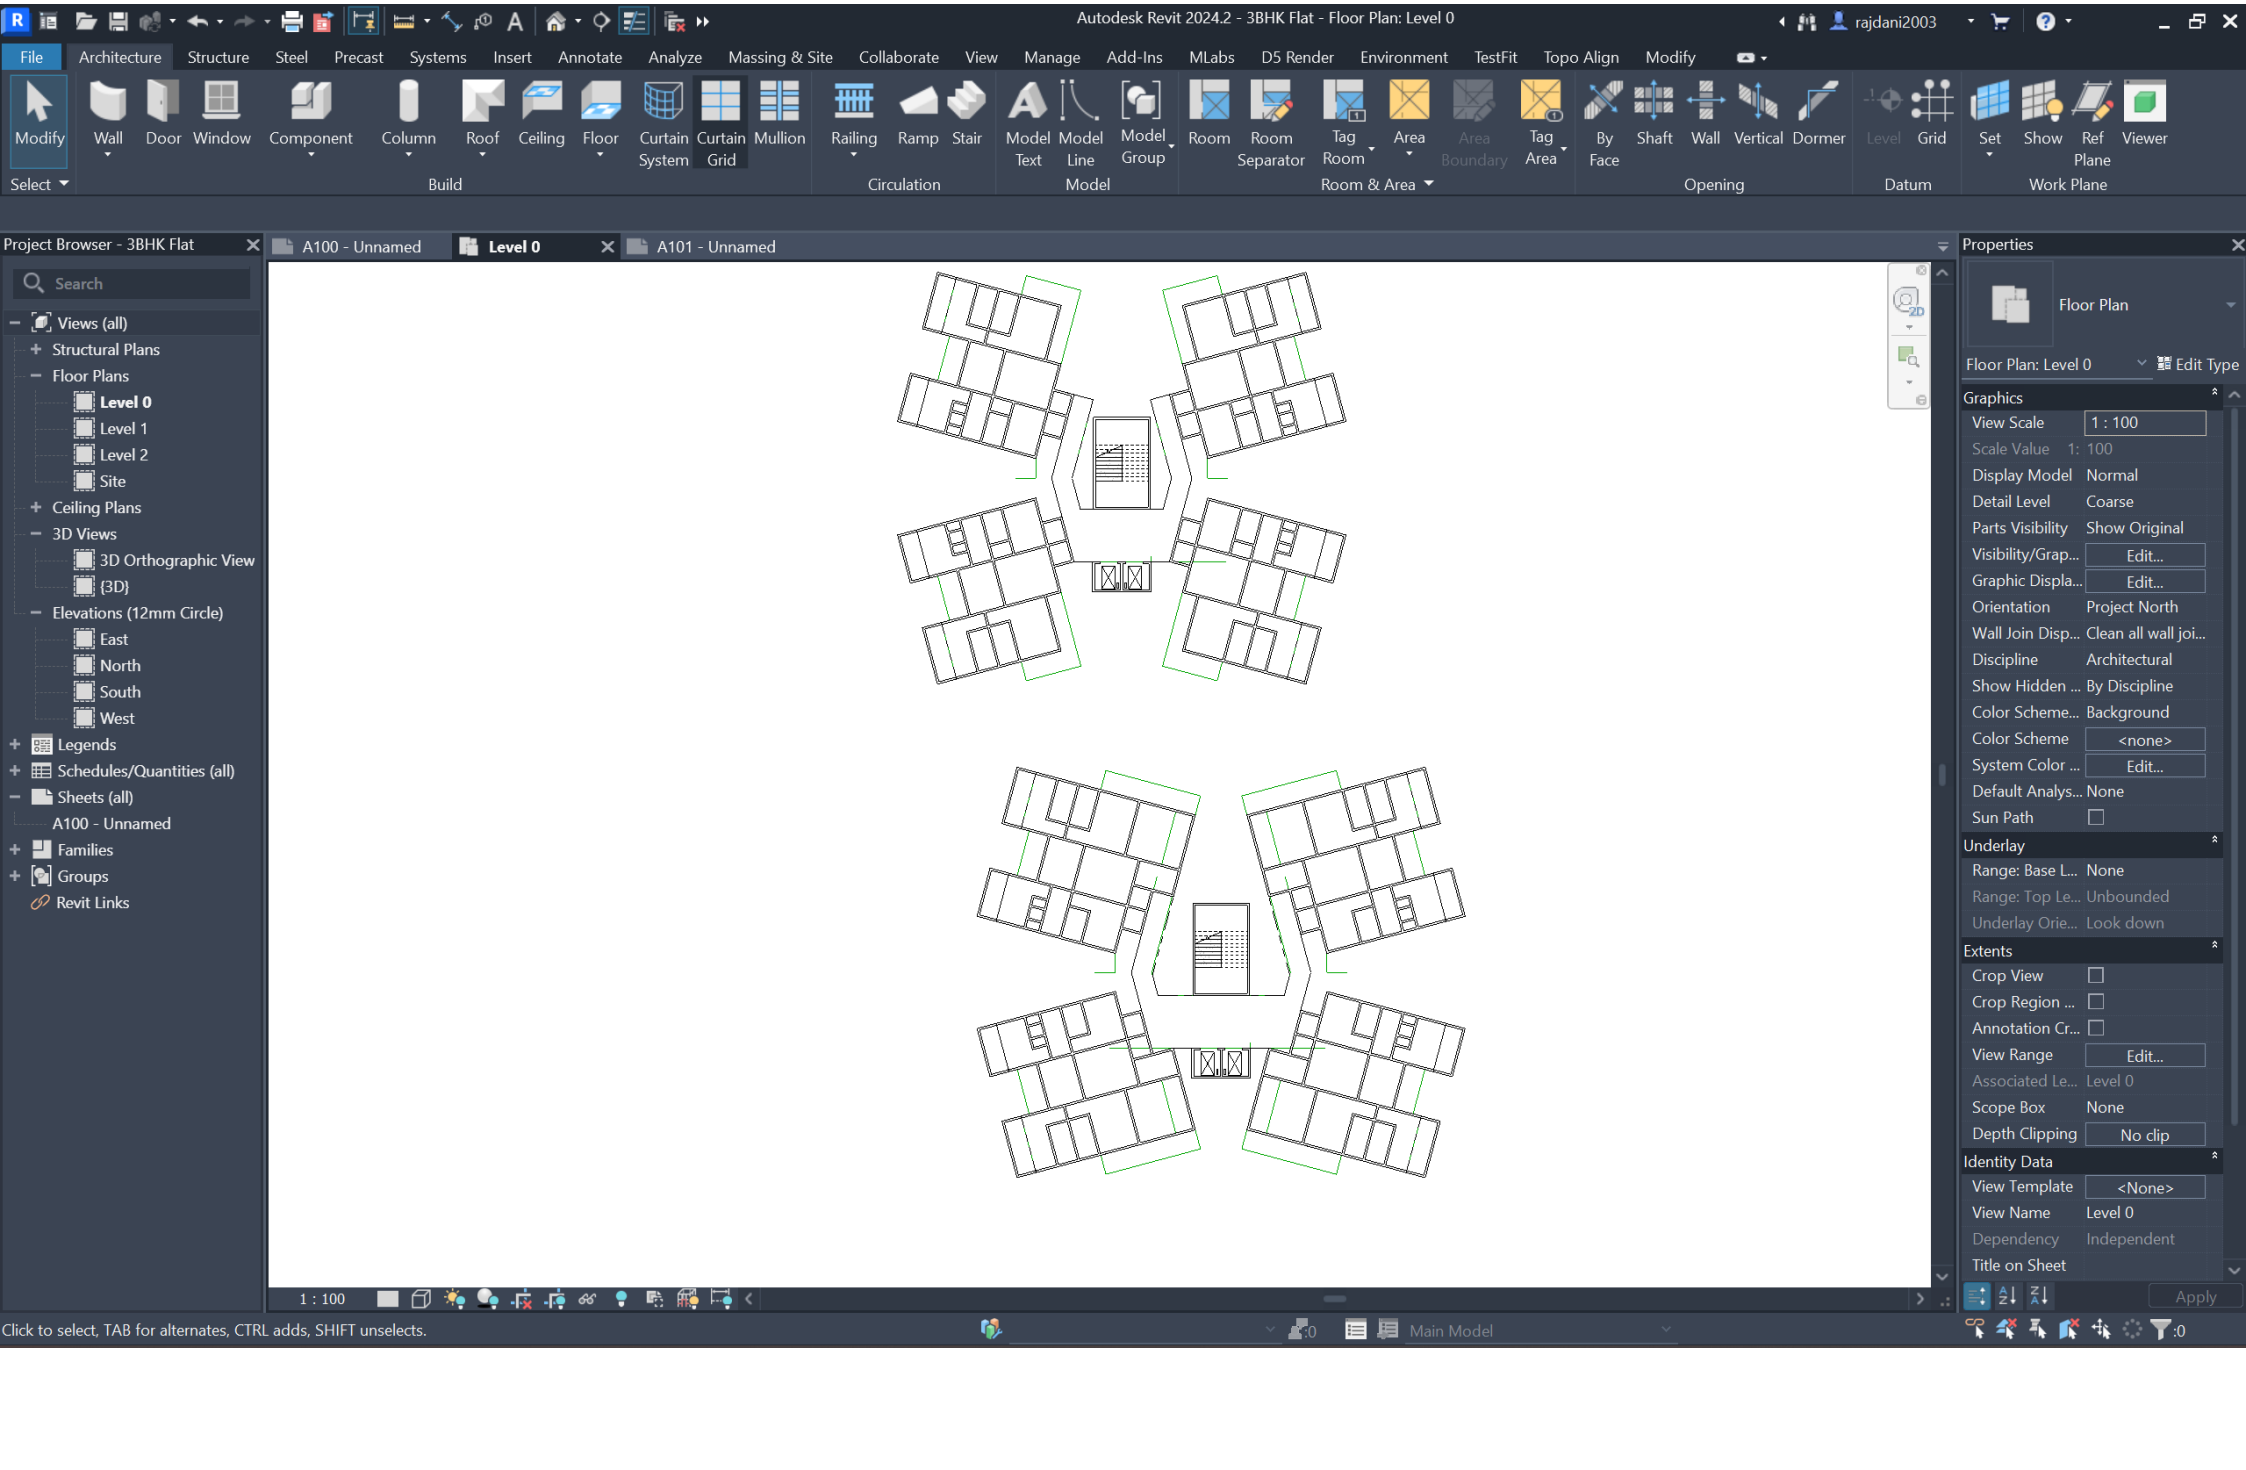 Autodesk Revit 2024.2 - 3BHK Flat - Floor Plan: Level 0
rajdani2003
File Architecture Structure Steel Precast Systems Insert Annotate Analyze Massing & Site Collaborate View Manage Add-Ins MLabs D5 Render Environment TestFit Topo Align Modify
Modify Wall Door Window Component Column Roof Ceiling Floor Curtain System Curtain Grid Mullion Railing Ramp Stair Model Text Model Line Model Group Room Room Separator Tag Room Area Area Boundary Tag Area By Face Shaft Wall Vertical Dormer Level Grid Set Show Ref Plane Viewer
Select Build Circulation Model Room & Area Opening Datum Work Plane
Project Browser - 3BHK Flat
Search
Views (all)
Structural Plans
Floor Plans
Level 0
Level 1
Level 2
Site
Ceiling Plans
3D Views
3D Orthographic View
{3D}
Elevations (12mm Circle)
East
North
South
West
Legends
Schedules/Quantities (all)
Sheets (all)
A100 - Unnamed
Families
Groups
Revit Links
A100 - Unnamed Level 0 A101 - Unnamed
2D
Properties
Floor Plan
Floor Plan: Level 0 Edit Type
Graphics
View Scale 1 : 100
Scale Value 1: 100
Display Model Normal
Detail Level Coarse
Parts Visibility Show Original
Visibility/Grap... Edit...
Graphic Displa... Edit...
Orientation Project North
Wall Join Disp... Clean all wall joi...
Discipline Architectural
Show Hidden ... By Discipline
Color Scheme... Background
Color Scheme <none>
System Color ... Edit...
Default Analys... None
Sun Path
Underlay
Range: Base L... None
Range: Top Le... Unbounded
Underlay Orie... Look down
Extents
Crop View
Crop Region ...
Annotation Cr...
View Range Edit...
Associated Le... Level 0
Scope Box None
Depth Clipping No clip
Identity Data
View Template <None>
View Name Level 0
Dependency Independent
Title on Sheet
Apply
1 : 100
Click to select, TAB for alternates, CTRL adds, SHIFT unselects.
:0
Main Model
:0